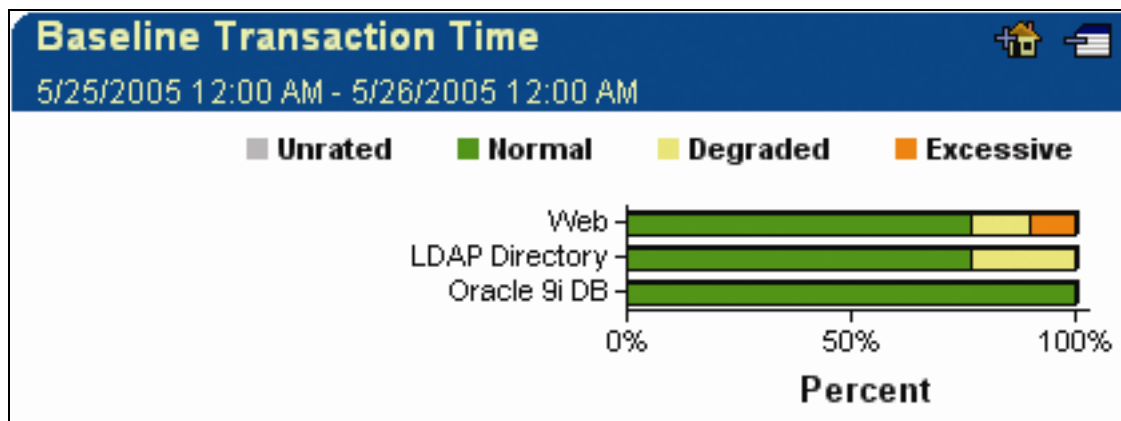 Baseline Transaction Time
5/25/2005 12:00 AM - 5/26/2005 12:00 AM
Unrated Normal Degraded Excessive
Web
LDAP Directory
Oracle 9i DB
0% 50% 100%
Percent